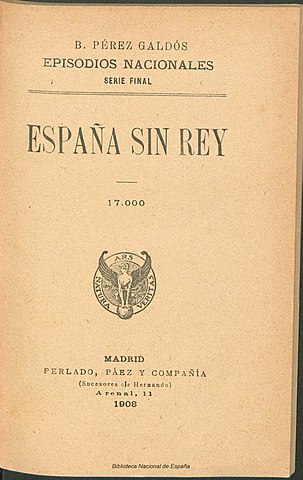 B. PÉREZ GALDÓS
EPISODIOS NACIONALES
SERIE FINAL
ESPAÑA SIN REY
17.000
ARS
NATURA
VERITAS
MADRID
PERLADO, PÁEZ Y COMPAÑÍA
(Sucesores de Hernando)
Arenal, 11
1908
Biblioteca Nacional de España